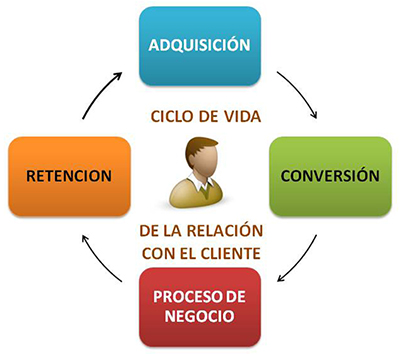 ADQUISICIÓN
CICLO DE VIDA
RETENCION
CONVERSIÓN
DE LA RELACIÓN
CON EL CLIENTE
PROCESO DE
NEGOCIO